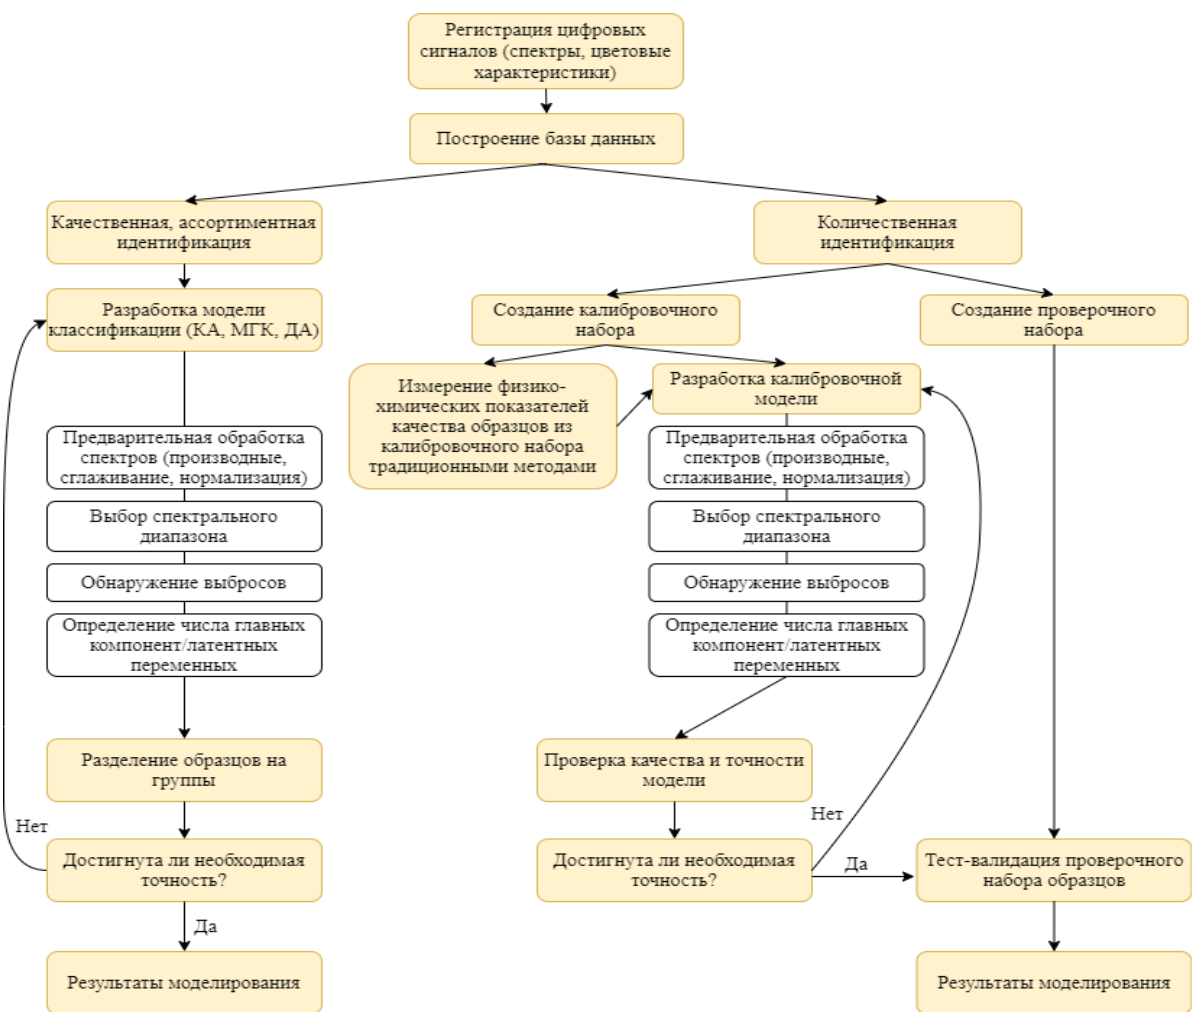 Регистрация цифровых
сигналов (спектры, цветовые
характеристики)
Построение базы данных
Качественная, ассортиментная
идентификация
Количественная
идентификация
Разработка модели
классификации (КА, МГК, ДА)
Создание калибровочного
набора
Создание проверочного
набора
Измерение физико-
химических показателей
качества образцов из
калибровочного набора
традиционными методами
Разработка калибровочной
модели
Предварительная обработка
спектров (производные,
сглаживание, нормализация)
Выбор спектрального
диапазона
Обнаружение выбросов
Определение числа главных
компонент/латентных
переменных
Предварительная обработка
спектров (производные,
сглаживание, нормализация)
Выбор спектрального
диапазона
Обнаружение выбросов
Определение числа главных
компонент/латентных
переменных
Разделение образцов на
группы
Проверка качества и точности
модели
Нет
Нет
Достигнута ли необходимая
точность?
Достигнута ли необходимая
точность?
Да
Тест-валидация проверочного
набора образцов
Да
Результаты моделирования
Результаты моделирования